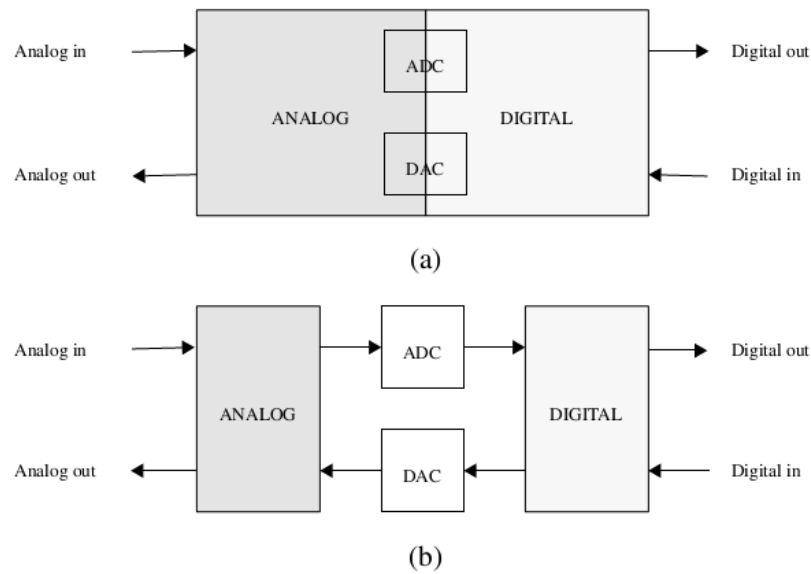 Analog in
ADC
Digital out
ANALOG
DIGITAL
Analog out
DAC
Digital in
(a)
Analog in
ADC
Digital out
ANALOG
DIGITAL
Analog out
DAC
Digital in
(b)